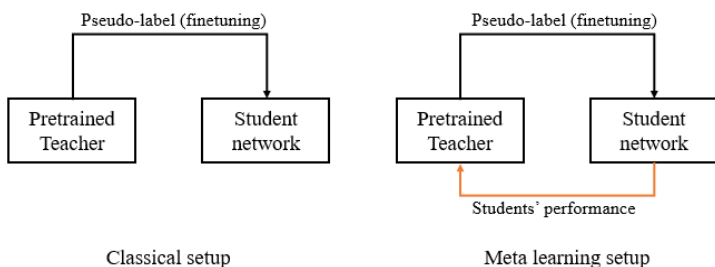 Pseudo-label (finetuning)
Pretrained
Teacher
Student
network
Classical setup
Pseudo-label (finetuning)
Pretrained
Teacher
Student
network
Students’ performance
Meta learning setup